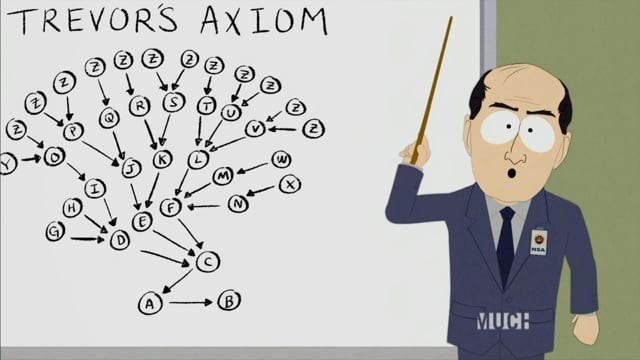 TREVOR'S AXIOM
Z Z Z Z Z
Z Z Z
Z Q R S T U Z
Z P V Z
Y O J K L W
I M X
H E F N
G D
C
A B
NSA
MUCH